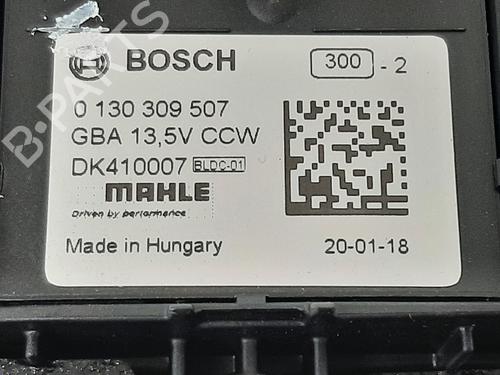 BOSCH 300 - 2
0 130 309 507
GBA 13,5V CCW
DK410007 BLDC-01
MAHLE
Driven by performance
Made in Hungary 20-01-18
B-PARTS